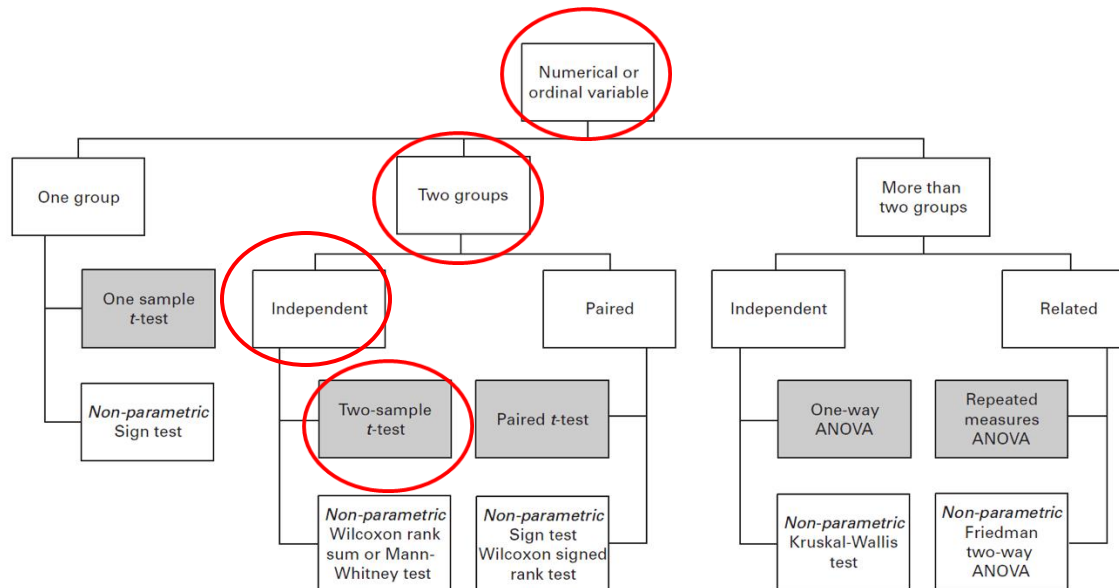 Numerical or
ordinal variable
One group
Two groups
More than
two groups
One sample
t-test
Independent
Paired
Independent
Related
Non-parametric
Sign test
Two-sample
t-test
Paired t-test
One-way
ANOVA
Repeated
measures
ANOVA
Non-parametric
Wilcoxon rank
sum or Mann-
Whitney test
Non-parametric
Sign test
Wilcoxon signed
rank test
Non-parametric
Kruskal-Wallis
test
Non-parametric
Friedman
two-way
ANOVA